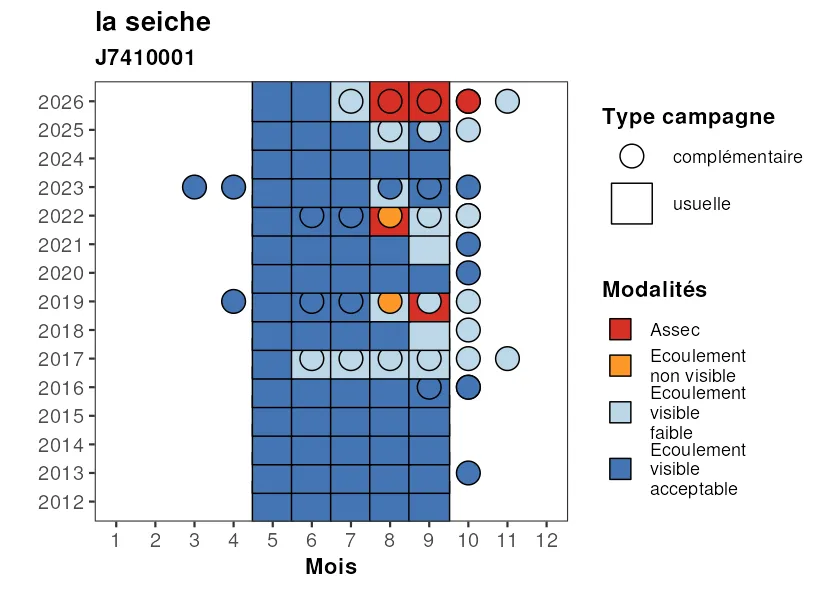 la seiche
J7410001
2026
2025
2024
2023
2022
2021
2020
2019
2018
2017
2016
2015
2014
2013
2012
1 2 3 4 5 6 7 8 9 10 11 12
Mois
Type campagne
complémentaire
usuelle
Modalités
Assec
Ecoulement
non visible
Ecoulement
visible
faible
Ecoulement
visible
acceptable